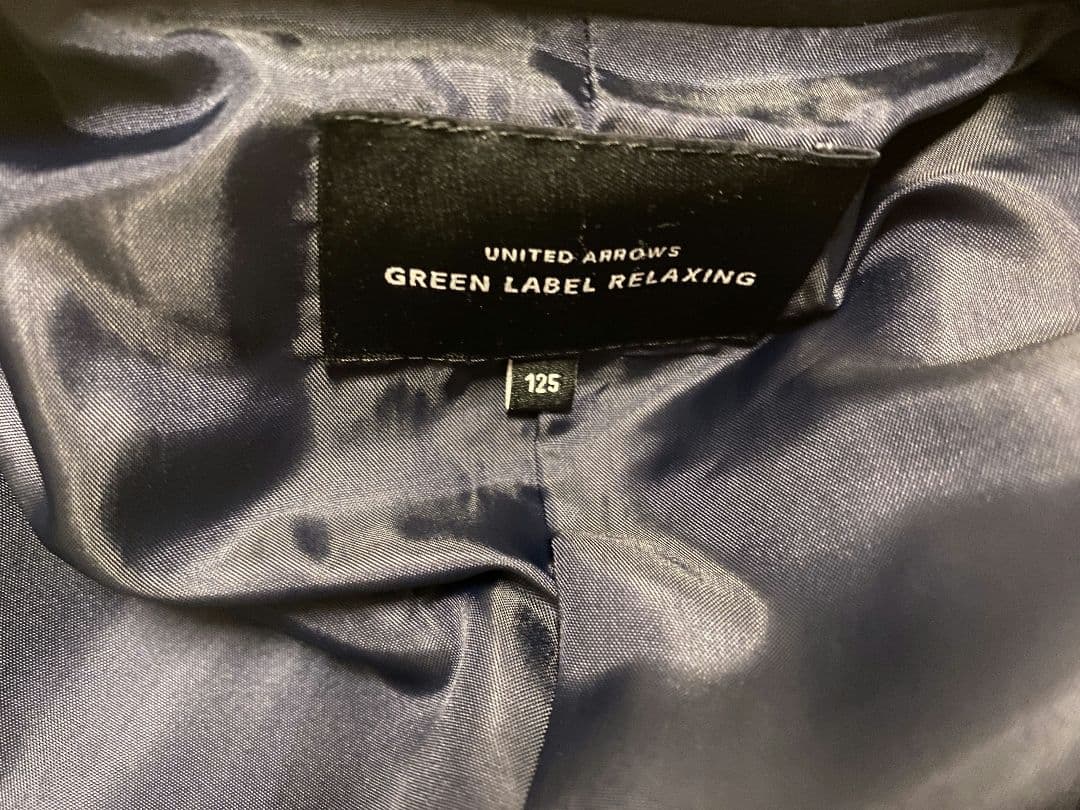 UNITED ARROWS
GREEN LABEL RELAXING
125